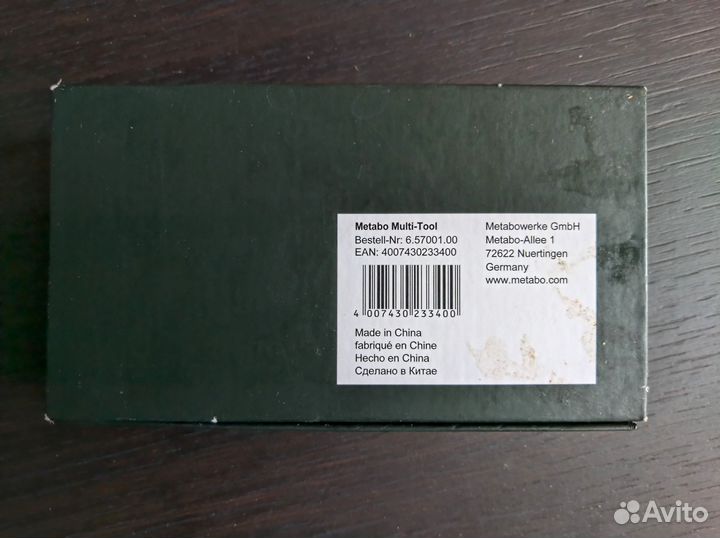 Metabo Multi-Tool
Bestell-Nr: 6.57001.00
EAN: 4007430233400
4 007430 233400
Made in China
fabriqué en Chine
Hecho en China
Сделано в Китае
Metabowerke GmbH
Metabo-Allee 1
72622 Nuertingen
Germany
www.metabo.com
Avito